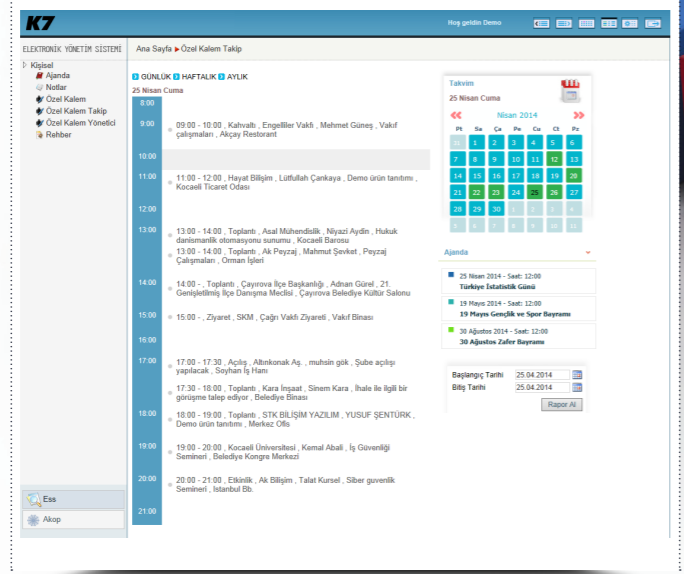 K7
Hoş geldin Demo
ELEKTRONİK YÖNETİM SİSTEMİ
Ana Sayfa ▶ Özel Kalem Takip
Kişisel
Ajanda
Notlar
Özel Kalem
Özel Kalem Takip
Özel Kalem Yönetici
Rehber
GÜNLÜK HAFTALIK AYLIK
25 Nisan Cuma
8:00
9:00
09:00 - 10:00 , Kahvaltı , Engelliler Vakfı , Mehmet Güneş , Vakıf
çalışmaları , Akçay Restorant
10:00
11:00
11:00 - 12:00 , Hayat Bilişim , Lütfullah Çankaya , Demo ürün tanıtımı ,
Kocaeli Ticaret Odası
12:00
13:00
13:00 - 14:00 , Toplantı , Asal Mühendislik , Niyazi Aydin , Hukuk
danismanlik otomasyonu sunumu , Kocaeli Barosu
13:00 - 14:00 , Toplantı , Ak Peyzaj , Mahmut Şevket , Peyzaj
Çalışmaları , Orman İşleri
14:00
14:00 - , Toplantı , Çayırova İlçe Başkanlığı , Adnan Gürel , 21.
Genişletilmiş İlçe Danışma Meclisi , Çayırova Belediye Kültür Salonu
15:00
15:00 - , Ziyaret , SKM , Çağrı Vakfı Ziyareti , Vakıf Binası
16:00
17:00
17:00 - 17:30 , Açılış , Altınkonak Aş. , muhsin gök , Şube açılışı
yapılacak , Soyhan İş Hanı
17:30 - 18:00 , Toplantı , Kara İnşaat , Sinem Kara , İhale ile ilgili bir
görüşme talep ediyor , Belediye Binası
18:00
18:00 - 19:00 , Toplantı , STK BİLİŞİM YAZILIM , YUSUF ŞENTÜRK ,
Demo ürün tanıtımı , Merkez Ofis
19:00
19:00 - 20:00 , Kocaeli Üniversitesi , Kemal Abali , İş Güvenliği
Semineri , Belediye Kongre Merkezi
20:00
20:00 - 21:00 , Etkinlik , Ak Bilişim , Talat Kursel , Siber guvenlik
Semineri , Istanbul Bb.
21:00
Takvim
25 Nisan Cuma
Nisan 2014
Pt Sa Ça Pe Cu Ct Pz
31 1 2 3 4 5 6
7 8 9 10 11 12 13
14 15 16 17 18 19 20
21 22 23 24 25 26 27
28 29 30 1 2 3 4
5 6 7 8 9 10 11
Ajanda
25 Nisan 2014 - Saat: 12:00
Türkiye İstatistik Günü
19 Mayıs 2014 - Saat: 12:00
19 Mayıs Gençlik ve Spor Bayramı
30 Ağustos 2014 - Saat: 12:00
30 Ağustos Zafer Bayramı
Başlangıç Tarihi 25.04.2014
Bitiş Tarihi 25.04.2014
Rapor Al
Ess
Akop